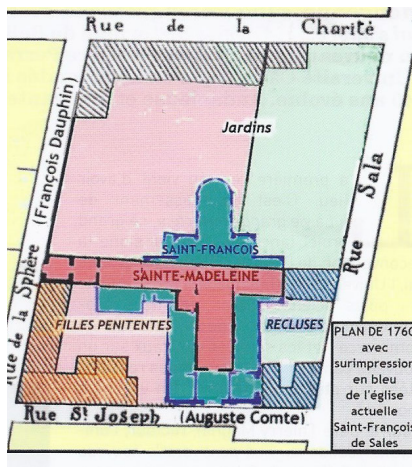 Rue de la Charité
Jardins
Rue Sala
Rue de la Sphère (François Dauphin)
SAINT-FRANCOIS
SAINTE-MADELEINE
FILLES PENITENTES
RECLUSES
PLAN DE 1760
avec
surimpression
en bleu
de l'église
actuelle
Saint-François
de Sales
Rue St. Joseph (Auguste Comte)